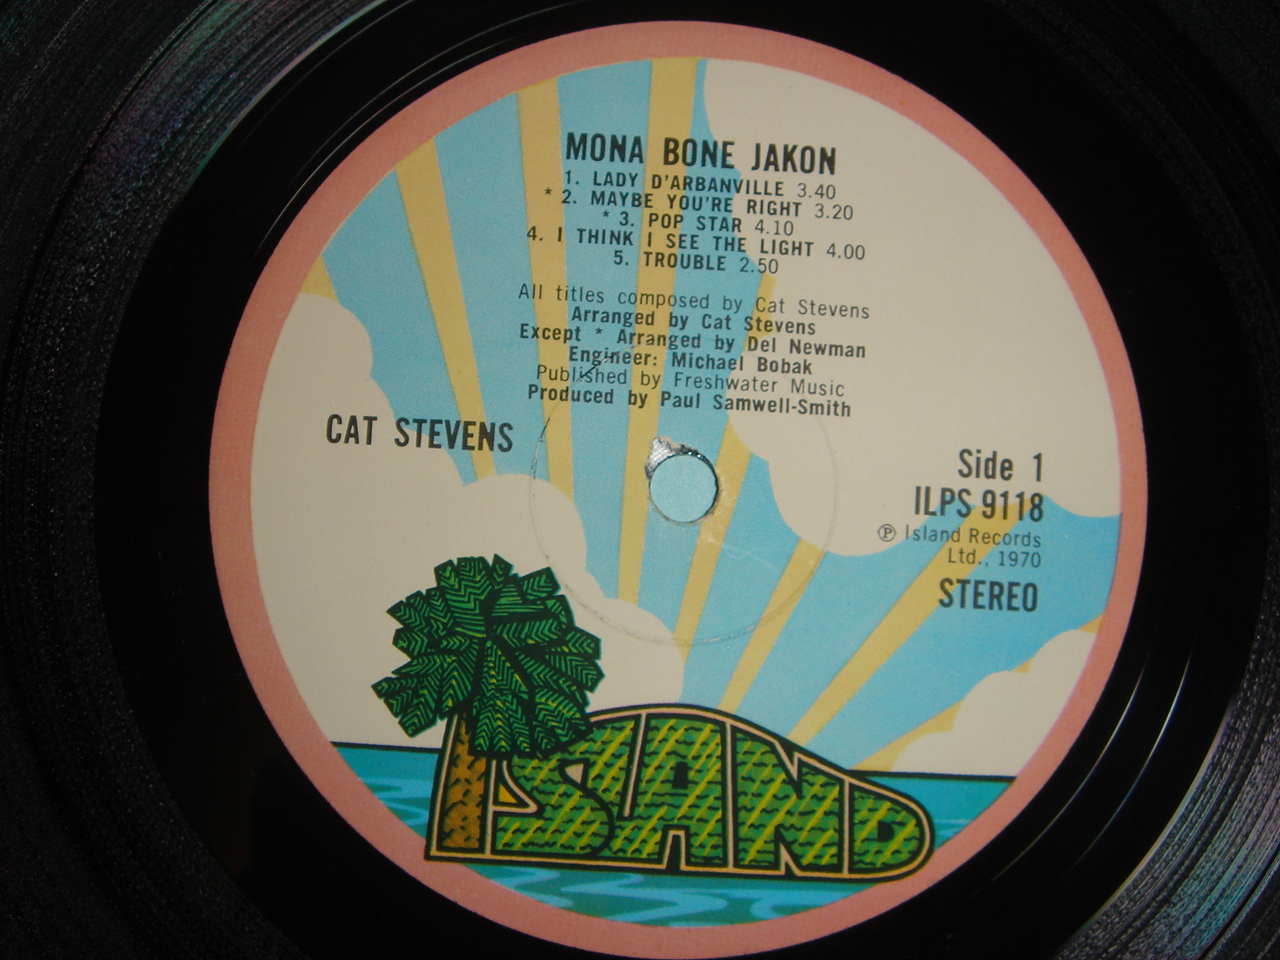 MONA BONE JAKON
1. LADY D'ARBANVILLE 3.40
* 2. MAYBE YOU'RE RIGHT 3.20
* 3. POP STAR 4.10
4. I THINK I SEE THE LIGHT 4.00
5. TROUBLE 2.50
All titles composed by Cat Stevens
Arranged by Cat Stevens
Except * Arranged by Del Newman
Engineer: Michael Bobak
Published by Freshwater Music
Produced by Paul Samwell-Smith
CAT STEVENS
Side 1
ILPS 9118
℗ Island Records
Ltd., 1970
STEREO
ISLAND